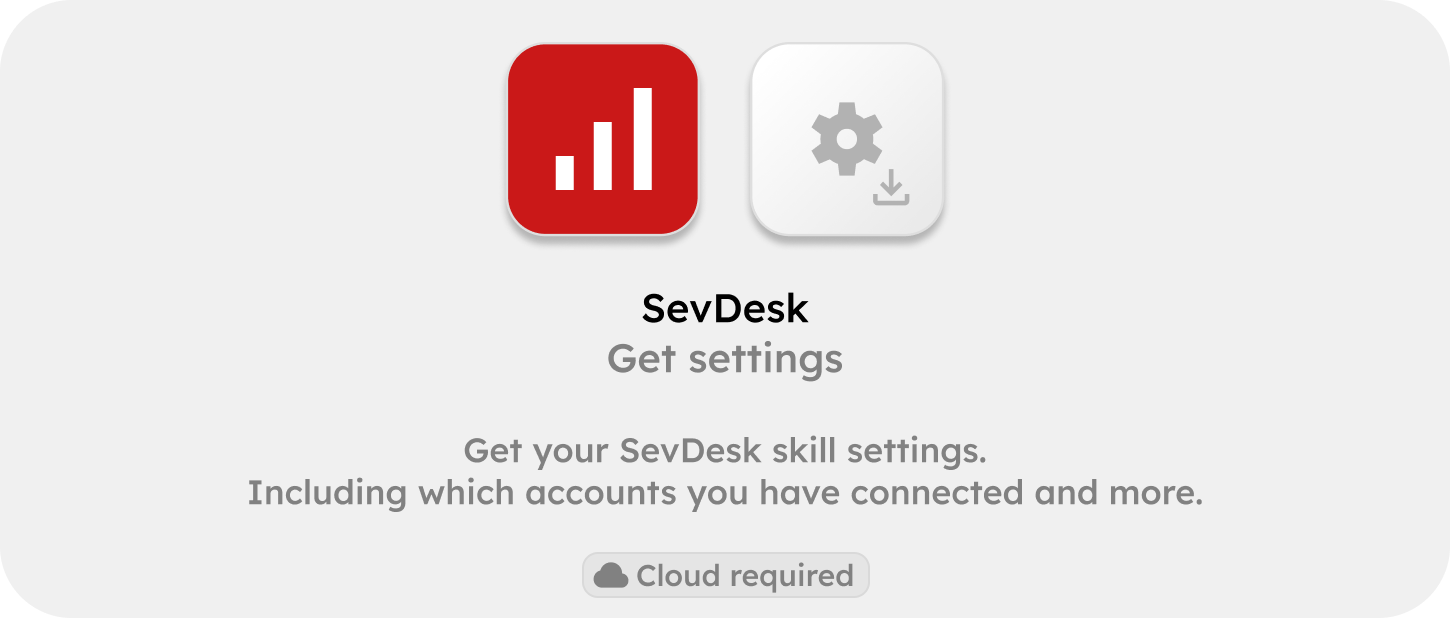 SevDesk
Get settings
Get your SevDesk skill settings.
Including which accounts you have connected and more.
Cloud required